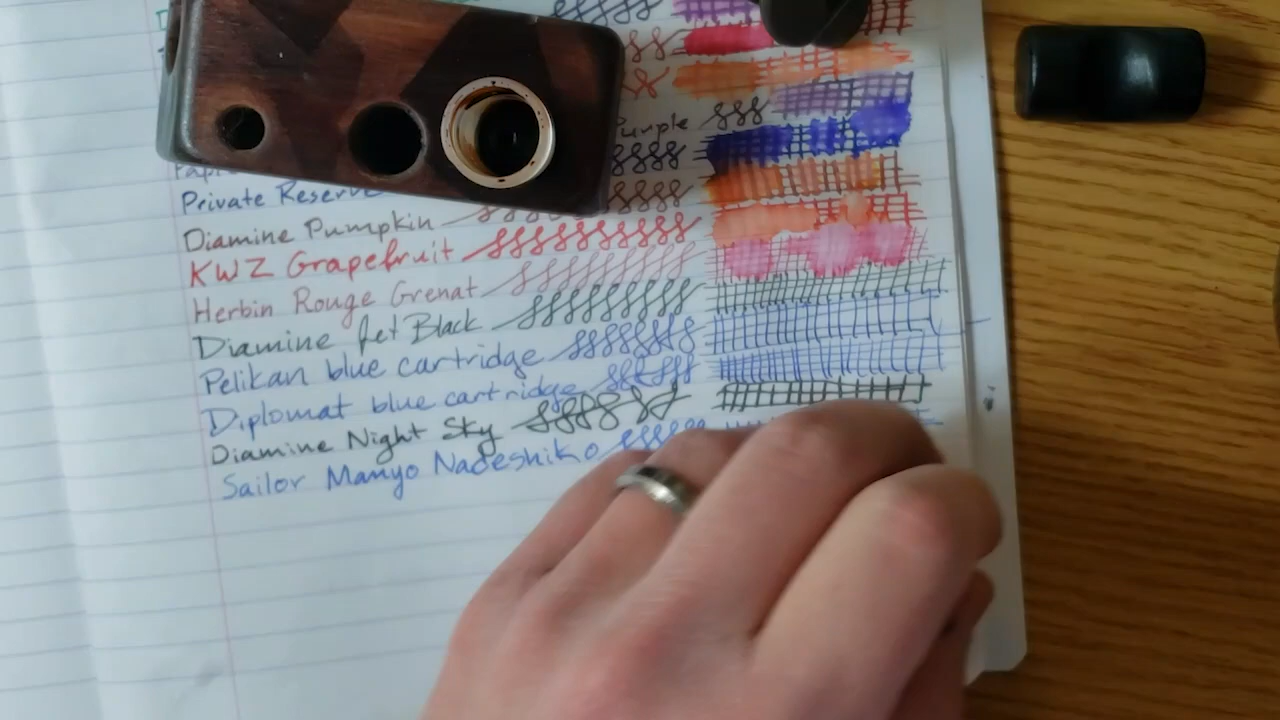 Purple
Private Reserve
Diamine Pumpkin
KWZ Grapefruit
Herbin Rouge Grenat
Diamine Jet Black
Pelikan blue cartridge
Diplomat blue cartridge
Diamine Night Sky
Sailor Manyo Nadeshiko